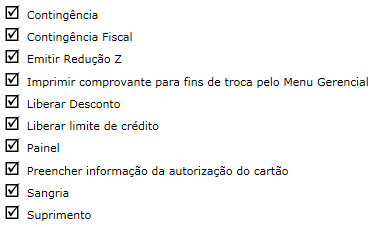 Contingência
Contingência Fiscal
Emitir Redução Z
Imprimir comprovante para fins de troca pelo Menu Gerencial
Liberar Desconto
Liberar limite de crédito
Painel
Preencher informação da autorização do cartão
Sangria
Suprimento